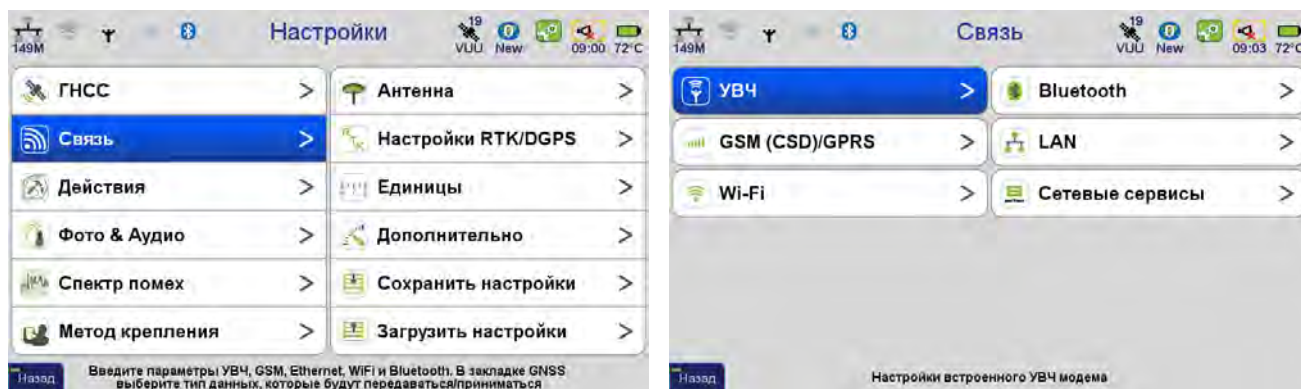 149М
Настройки
19
VUU
New
09:00
72°C
ГНСС
Антенна
Связь
Настройки RTK/DGPS
Действия
Единицы
Фото & Аудио
Дополнительно
Спектр помех
Сохранить настройки
Метод крепления
Загрузить настройки
Назад
Введите параметры УВЧ, GSM, Ethernet, WiFi и Bluetooth. В закладке GNSS
выберите тип данных, которые будут передаваться/приниматься
149М
Связь
19
VUU
New
09:03
72°C
УВЧ
Bluetooth
GSM (CSD)/GPRS
LAN
Wi-Fi
Сетевые сервисы
Назад
Настройки встроенного УВЧ модема